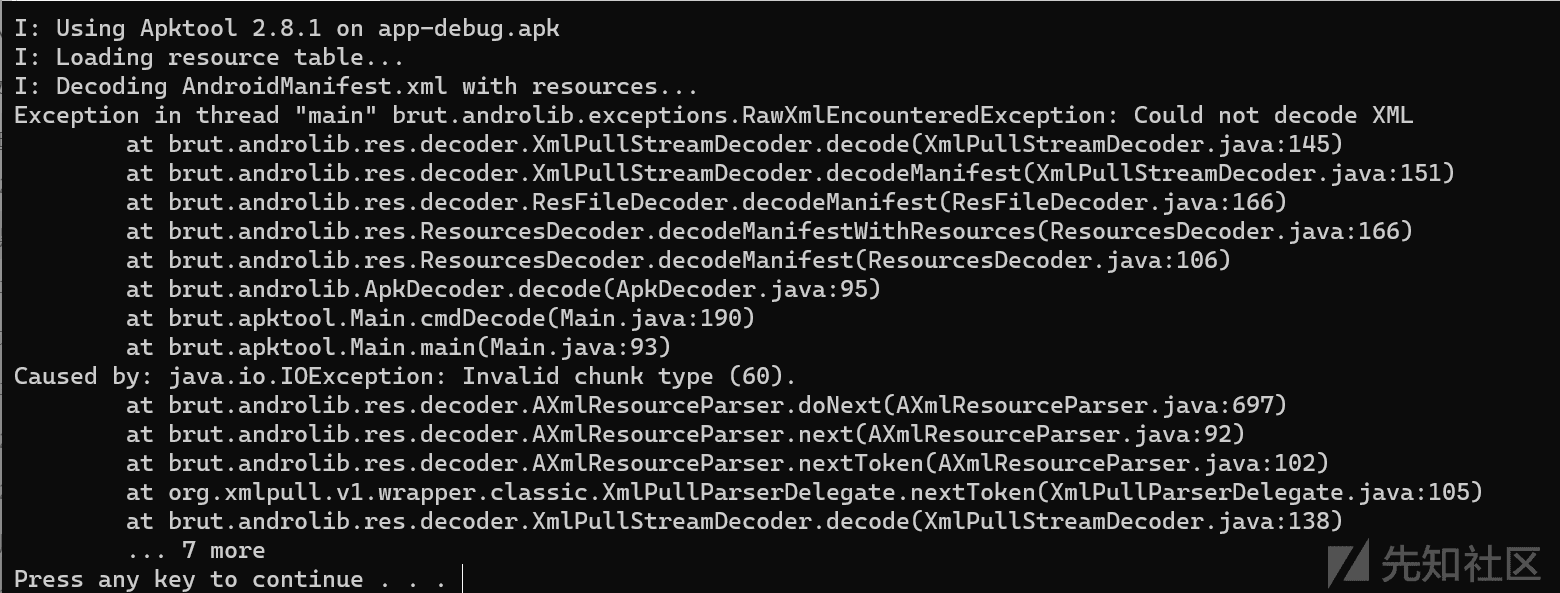 I: Using Apktool 2.8.1 on app-debug.apk
I: Loading resource table...
I: Decoding AndroidManifest.xml with resources...
Exception in thread "main" brut.androlib.exceptions.RawXmlEncounteredException: Could not decode XML
        at brut.androlib.res.decoder.XmlPullStreamDecoder.decode(XmlPullStreamDecoder.java:145)
        at brut.androlib.res.decoder.XmlPullStreamDecoder.decodeManifest(XmlPullStreamDecoder.java:151)
        at brut.androlib.res.decoder.ResFileDecoder.decodeManifest(ResFileDecoder.java:166)
        at brut.androlib.res.ResourcesDecoder.decodeManifestWithResources(ResourcesDecoder.java:166)
        at brut.androlib.res.ResourcesDecoder.decodeManifest(ResourcesDecoder.java:106)
        at brut.androlib.ApkDecoder.decode(ApkDecoder.java:95)
        at brut.apktool.Main.cmdDecode(Main.java:190)
        at brut.apktool.Main.main(Main.java:93)
Caused by: java.io.IOException: Invalid chunk type (60).
        at brut.androlib.res.decoder.AXmlResourceParser.doNext(AXmlResourceParser.java:697)
        at brut.androlib.res.decoder.AXmlResourceParser.next(AXmlResourceParser.java:92)
        at brut.androlib.res.decoder.AXmlResourceParser.nextToken(AXmlResourceParser.java:102)
        at org.xmlpull.v1.wrapper.classic.XmlPullParserDelegate.nextToken(XmlPullParserDelegate.java:105)
        at brut.androlib.res.decoder.XmlPullStreamDecoder.decode(XmlPullStreamDecoder.java:138)
        ... 7 more
Press any key to continue . . .
先知社区